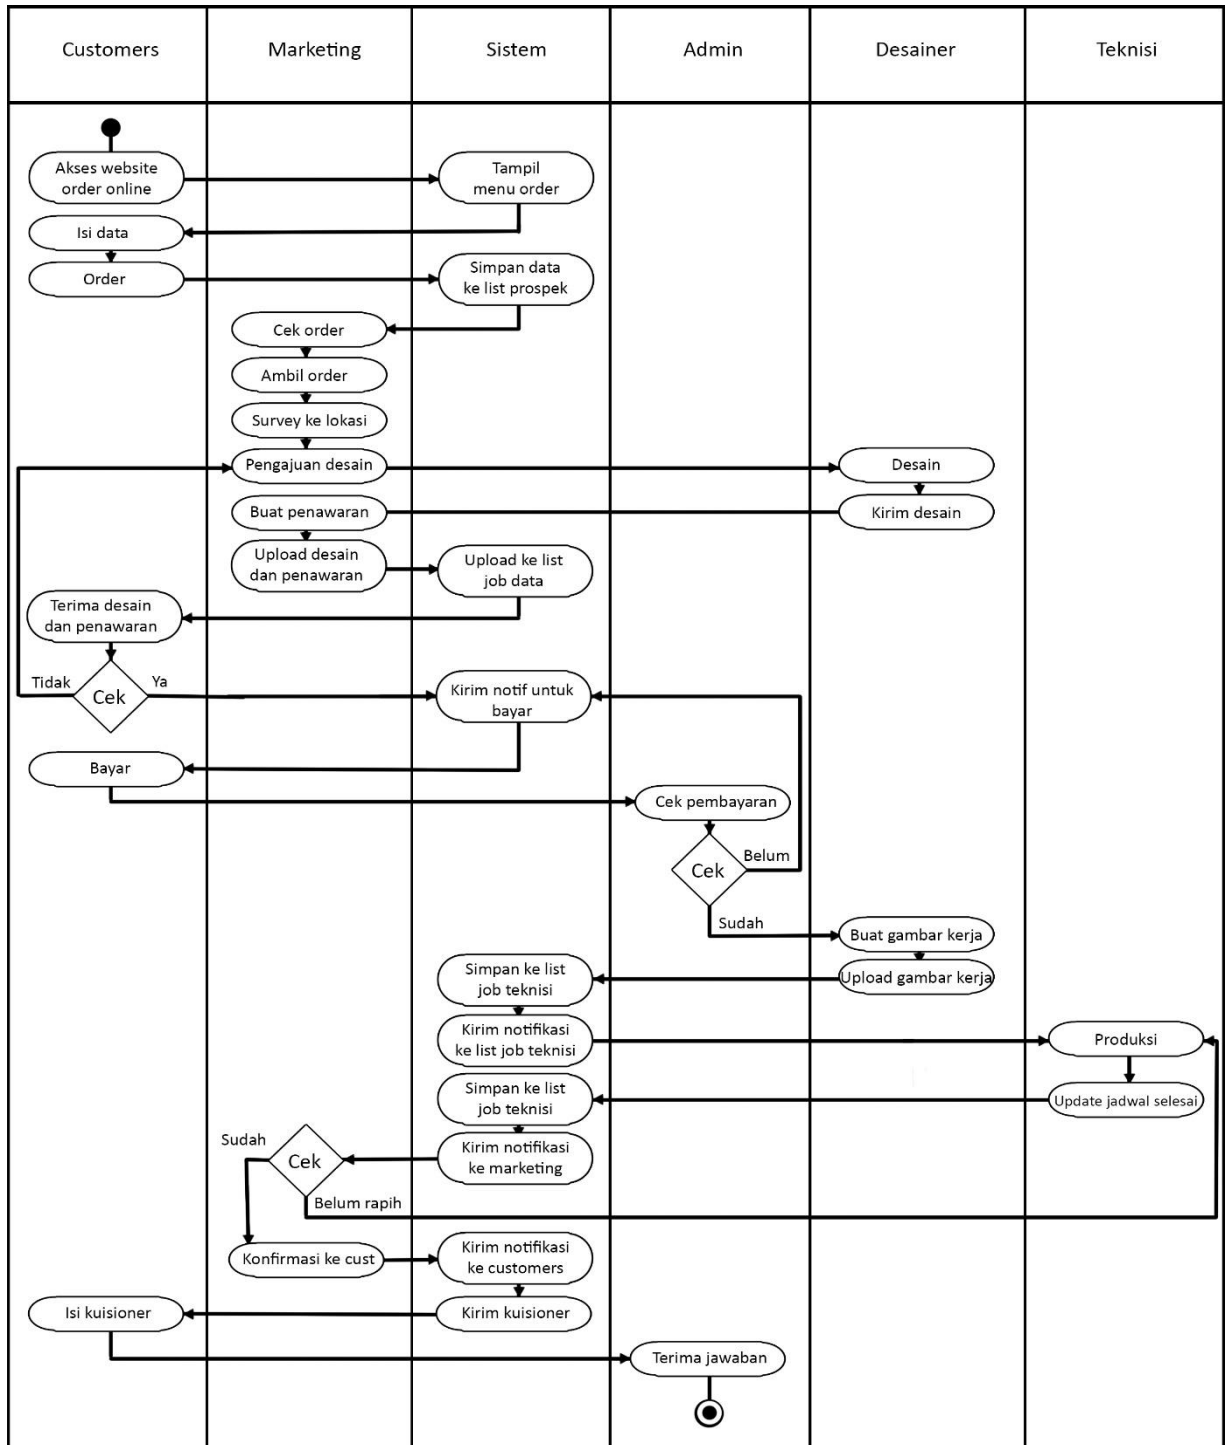 Customers
Marketing
Sistem
Admin
Desainer
Teknisi
Akses website
order online
Tampil
menu order
Isi data
Order
Simpan data
ke list prospek
Cek order
Ambil order
Survey ke lokasi
Pengajuan desain
Desain
Buat penawaran
Kirim desain
Upload desain
dan penawaran
Upload ke list
job data
Terima desain
dan penawaran
Tidak
Cek
Ya
Kirim notif untuk
bayar
Bayar
Cek pembayaran
Cek
Belum
Sudah
Buat gambar kerja
Upload gambar kerja
Simpan ke list
job teknisi
Kirim notifikasi
ke list job teknisi
Produksi
Update jadwal selesai
Simpan ke list
job teknisi
Kirim notifikasi
ke marketing
Sudah
Cek
Belum rapih
Konfirmasi ke cust
Kirim notifikasi
ke customers
Kirim kuisioner
Isi kuisioner
Terima jawaban